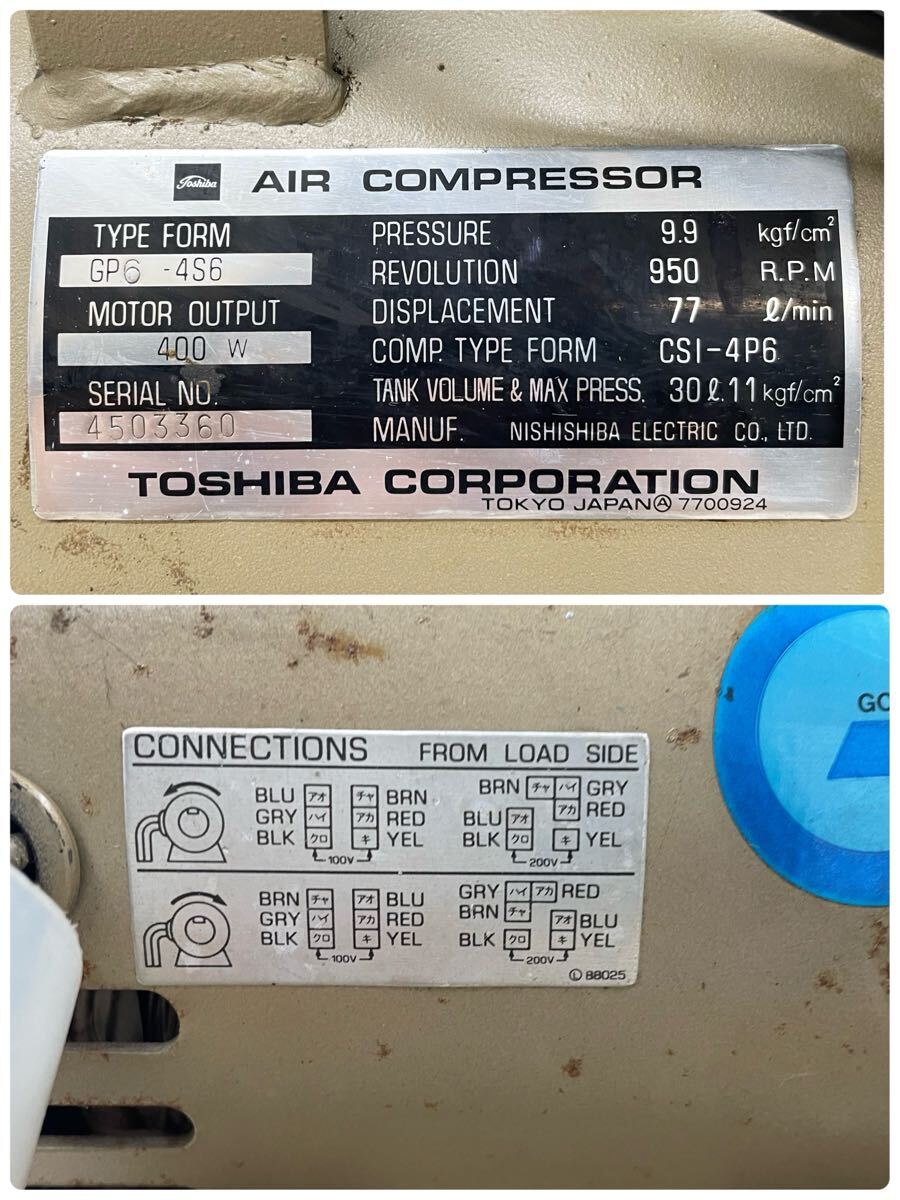 Toshiba AIR COMPRESSOR
TYPE FORM
GP6 -4S6
MOTOR OUTPUT
400 W
SERIAL NO.
4503360
PRESSURE 9.9 kgf/cm²
REVOLUTION 950 R.P.M
DISPLACEMENT 77 ℓ/min
COMP. TYPE FORM CSI-4P6
TANK VOLUME & MAX PRESS. 30ℓ.11kgf/cm²
MANUF. NISHISHIBA ELECTRIC CO., LTD.
TOSHIBA CORPORATION
TOKYO JAPAN Ⓐ 7700924
CONNECTIONS FROM LOAD SIDE
BLU アオ チャ BRN
GRY ハイ アカ RED
BLK クロ キ YEL
100V
BRN チャ ハイ GRY
アカ RED
BLU アオ
BLK クロ キ YEL
200V
BRN チャ アオ BLU
GRY ハイ アカ RED
BLK クロ キ YEL
100V
GRY ハイ アカ RED
BRN チャ
アオ BLU
BLK クロ キ YEL
200V
Ⓛ 88025